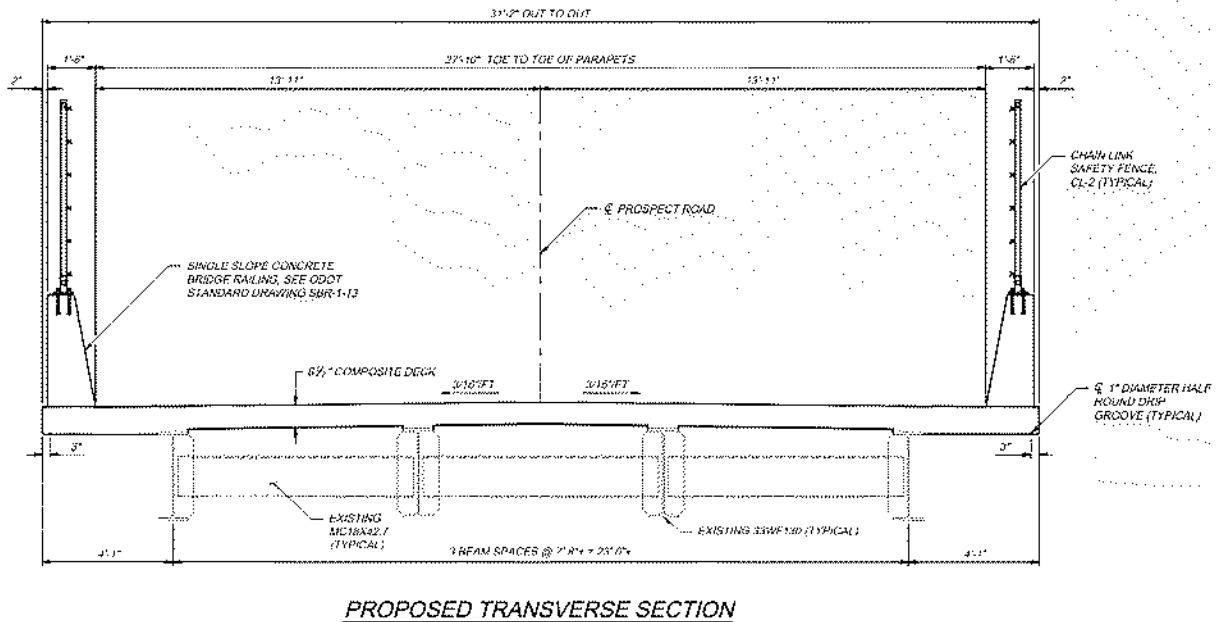 31'-2" OUT TO OUT
1'-6"
27'-10" TOE TO TOE OF PARAPETS
1'-6"
2"
13'-11"
13'-11"
2"
CHAIN LINK
SAFETY FENCE,
CL-2 (TYPICAL)
℄ PROSPECT ROAD
SINGLE SLOPE CONCRETE
BRIDGE RAILING, SEE ODOT
STANDARD DRAWING SBR-1-13
8½" COMPOSITE DECK
3/16"/FT
3/16"/FT
℄ 1" DIAMETER HALF
ROUND DRIP
GROOVE (TYPICAL)
3"
3"
EXISTING
MC18X42.7
(TYPICAL)
EXISTING 33WF130 (TYPICAL)
4'-1"
3 BEAM SPACES @ 7'-8"± = 23'-0"±
4'-1"
PROPOSED TRANSVERSE SECTION